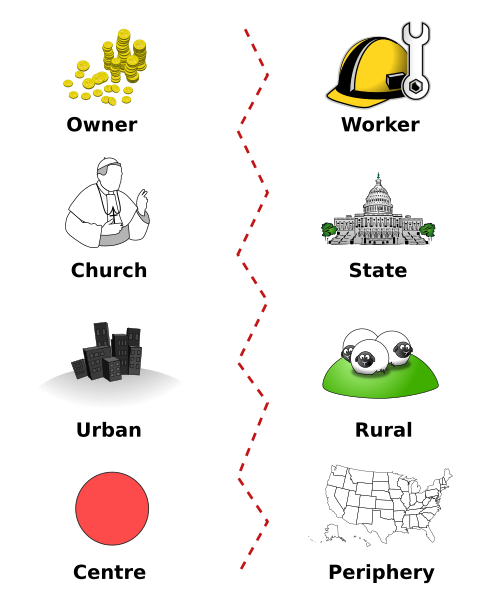 Owner
Worker
Church
State
Urban
Rural
Centre
Periphery